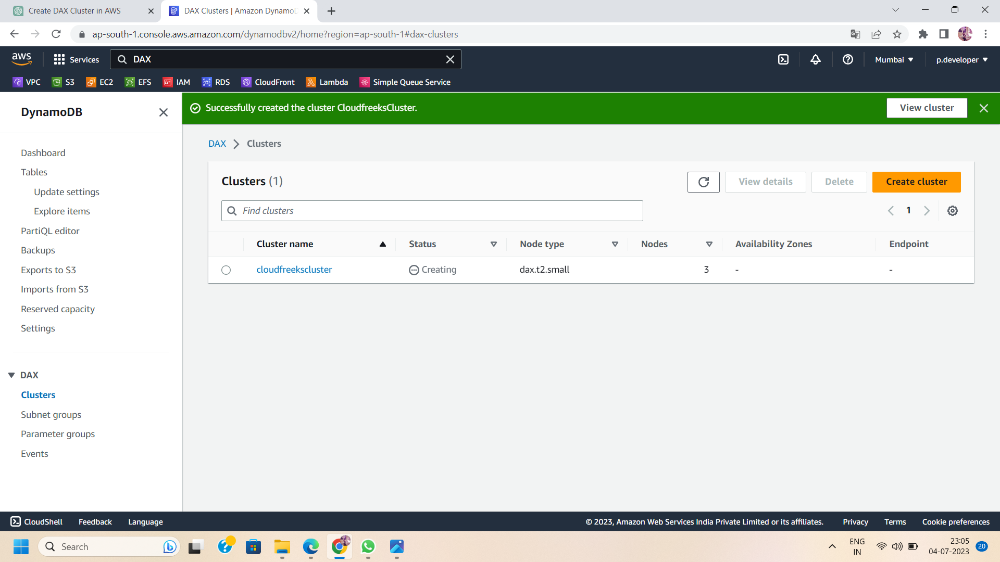 Create DAX Cluster in AWS
DAX Clusters | Amazon Dynamo
ap-south-1.console.aws.amazon.com/dynamodbv2/home?region=ap-south-1#dax-clusters
aws
Services
DAX
Mumbai
p.developer
VPC
S3
EC2
EFS
IAM
RDS
CloudFront
Lambda
Simple Queue Service
DynamoDB
Successfully created the cluster CloudfreeksCluster.
View cluster
Dashboard
Tables
Update settings
Explore items
PartiQL editor
Backups
Exports to S3
Imports from S3
Reserved capacity
Settings
DAX
Clusters
Subnet groups
Parameter groups
Events
DAX
Clusters
Clusters (1)
View details
Delete
Create cluster
Find clusters
1
Cluster name
Status
Node type
Nodes
Availability Zones
Endpoint
cloudfreekscluster
Creating
dax.t2.small
3
-
-
CloudShell
Feedback
Language
© 2023, Amazon Web Services India Private Limited or its affiliates.
Privacy
Terms
Cookie preferences
Search
ENG
IN
23:05
04-07-2023
20